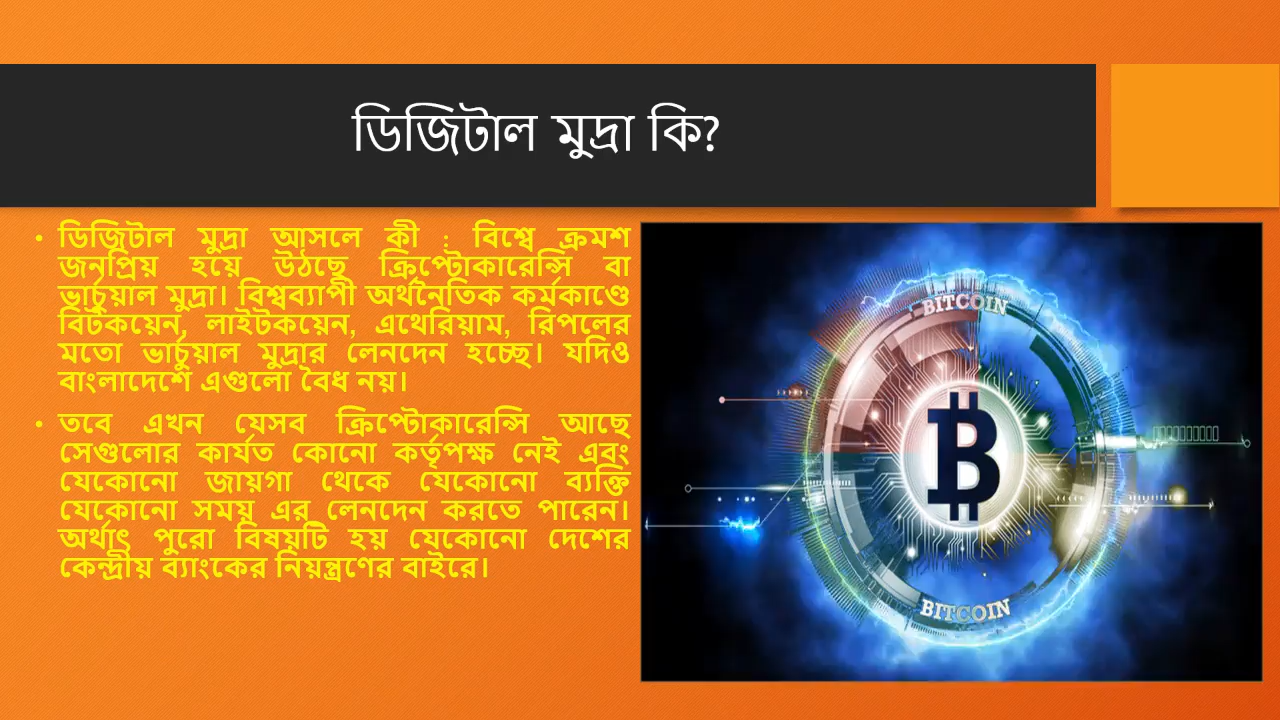 ডিজিটাল মুদ্রা কি?
• ডিজিটাল মুদ্রা আসলে কী : বিশ্বে ক্রমশ
জনপ্রিয় হয়ে উঠছে ক্রিপ্টোকারেন্সি বা
ভার্চুয়াল মুদ্রা। বিশ্বব্যাপী অর্থনৈতিক কর্মকাণ্ডে
বিটকয়েন, লাইটকয়েন, এথেরিয়াম, রিপলের
মতো ভার্চুয়াল মুদ্রার লেনদেন হচ্ছে। যদিও
বাংলাদেশে এগুলো বৈধ নয়।
• তবে এখন যেসব ক্রিপ্টোকারেন্সি আছে
সেগুলোর কার্যত কোনো কর্তৃপক্ষ নেই এবং
যেকোনো জায়গা থেকে যেকোনো ব্যক্তি
যেকোনো সময় এর লেনদেন করতে পারেন।
অর্থাৎ পুরো বিষয়টি হয় যেকোনো দেশের
কেন্দ্রীয় ব্যাংকের নিয়ন্ত্রণের বাইরে।
BITCOIN
BITCOIN